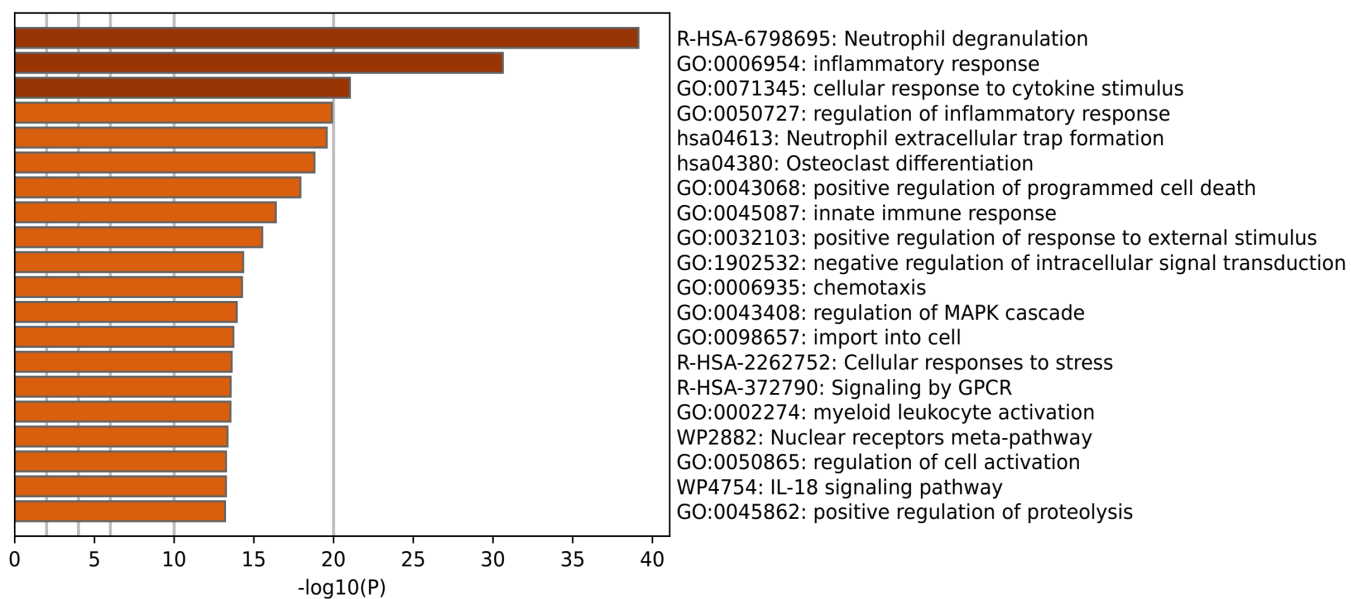 R-HSA-6798695: Neutrophil degranulation
GO:0006954: inflammatory response
GO:0071345: cellular response to cytokine stimulus
GO:0050727: regulation of inflammatory response
hsa04613: Neutrophil extracellular trap formation
hsa04380: Osteoclast differentiation
GO:0043068: positive regulation of programmed cell death
GO:0045087: innate immune response
GO:0032103: positive regulation of response to external stimulus
GO:1902532: negative regulation of intracellular signal transduction
GO:0006935: chemotaxis
GO:0043408: regulation of MAPK cascade
GO:0098657: import into cell
R-HSA-2262752: Cellular responses to stress
R-HSA-372790: Signaling by GPCR
GO:0002274: myeloid leukocyte activation
WP2882: Nuclear receptors meta-pathway
GO:0050865: regulation of cell activation
WP4754: IL-18 signaling pathway
GO:0045862: positive regulation of proteolysis
0 5 10 15 20 25 30 35 40
-log10(P)